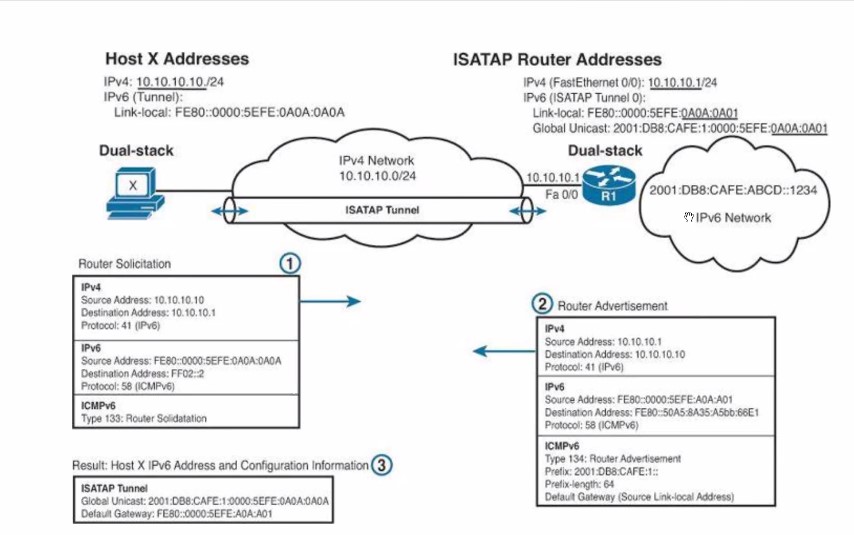 Host X Addresses
IPv4: 10.10.10.10./24
IPv6 (Tunnel):
Link-local: FE80::0000:5EFE:0A0A:0A0A
ISATAP Router Addresses
IPv4 (FastEthernet 0/0): 10.10.10.1/24
IPv6 (ISATAP Tunnel 0):
Link-local: FE80::0000:5EFE:0A0A:0A01
Global Unicast: 2001:DB8:CAFE:1:0000:5EFE:0A0A:0A01
Dual-stack
X
IPv4 Network
10.10.10.0/24
ISATAP Tunnel
Dual-stack
10.10.10.1
Fa 0/0
R1
2001:DB8:CAFE:ABCD::1234
IPv6 Network
Router Solicitation
1
IPv4
Source Address: 10.10.10.10
Destination Address: 10.10.10.1
Protocol: 41 (IPv6)
IPv6
Source Address: FE80::0000:5EFE:0A0A:0A0A
Destination Address: FF02::2
Protocol: 58 (ICMPv6)
ICMPv6
Type 133: Router Solidatation
2
Router Advertisement
IPv4
Source Address: 10.10.10.1
Destination Address: 10.10.10.10
Protocol: 41 (IPv6)
IPv6
Source Address: FE80::0000:5EFE:A0A:A01
Destination Address: FE80::50A5:8A35:A5bb:66E1
Protocol: 58 (ICMPv6)
ICMPv6
Type 134: Router Advertisement
Prefix: 2001:DB8:CAFE:1::
Prefix-length: 64
Default Gateway (Source Link-local Address)
Result: Host X IPv6 Address and Configuration Information
3
ISATAP Tunnel
Global Unicast: 2001:DB8:CAFE:1:0000:5EFE:0A0A:0A0A
Default Gateway: FE80::0000:5EFE:A0A:A01